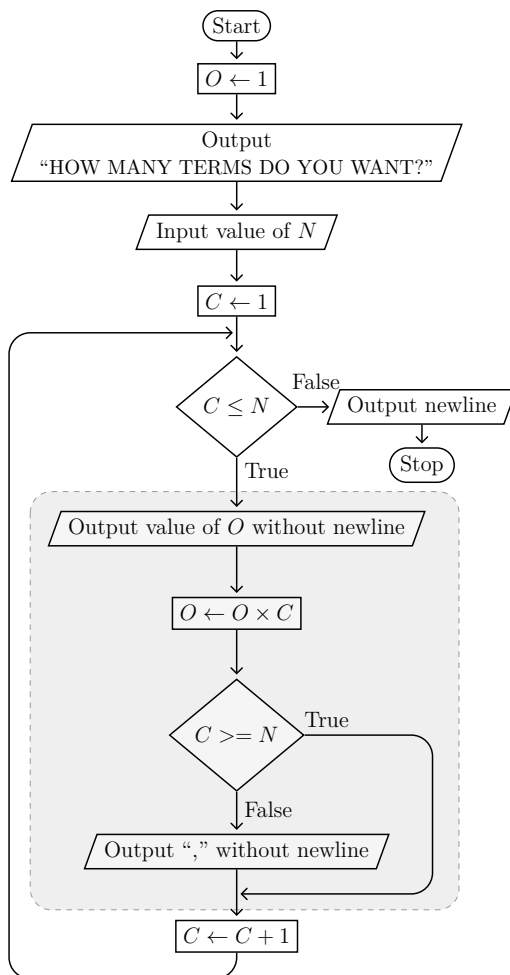 Start
O ← 1
Output
“HOW MANY TERMS DO YOU WANT?”
Input value of N
C ← 1
C ≤ N
False
Output newline
Stop
True
Output value of O without newline
O ← O × C
C >= N
True
False
Output “,” without newline
C ← C + 1